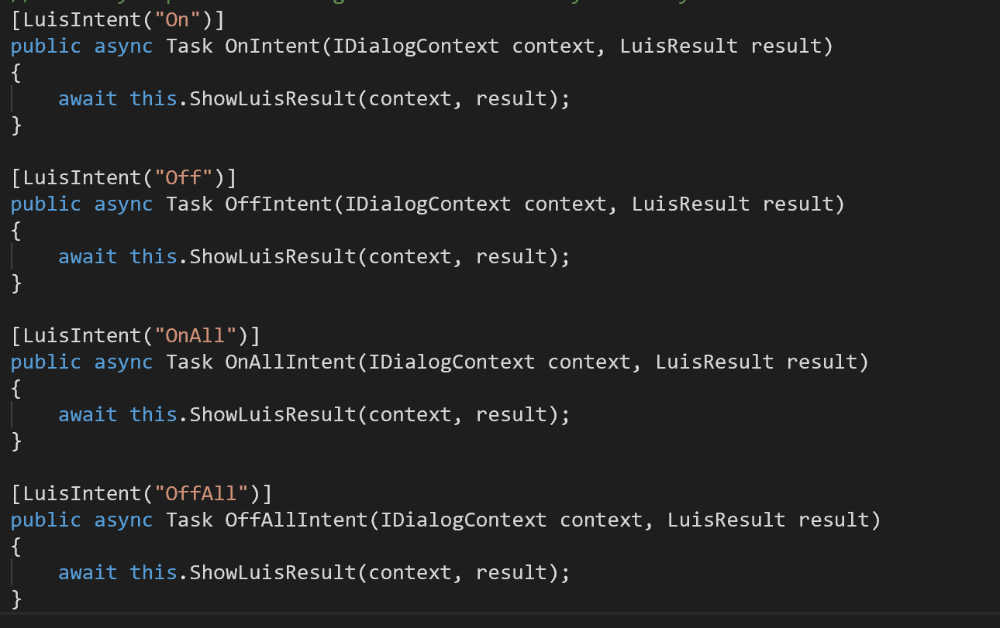 [LuisIntent("On")]
public async Task OnIntent(IDialogContext context, LuisResult result)
{
    await this.ShowLuisResult(context, result);
}

[LuisIntent("Off")]
public async Task OffIntent(IDialogContext context, LuisResult result)
{
    await this.ShowLuisResult(context, result);
}

[LuisIntent("OnAll")]
public async Task OnAllIntent(IDialogContext context, LuisResult result)
{
    await this.ShowLuisResult(context, result);
}

[LuisIntent("OffAll")]
public async Task OffAllIntent(IDialogContext context, LuisResult result)
{
    await this.ShowLuisResult(context, result);
}